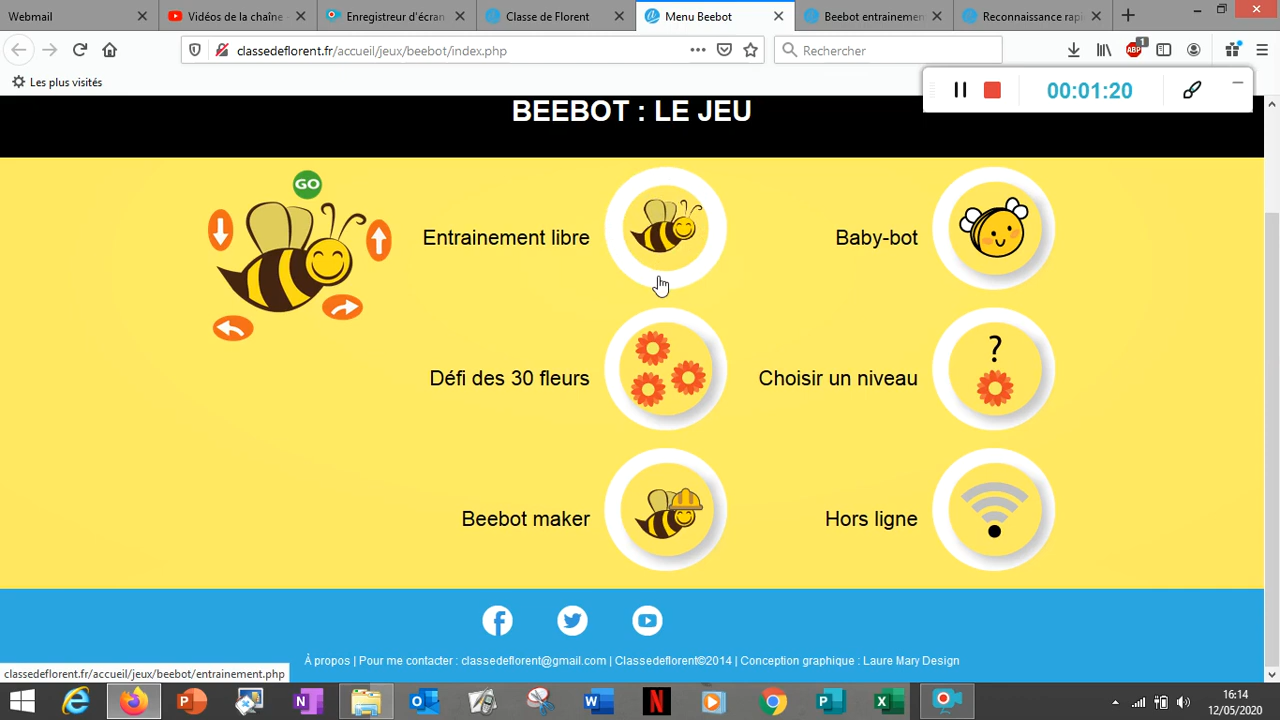 Webmail
Vidéos de la chaîne -
Enregistreur d'écran
Classe de Florent
Menu Beebot
Beebot entrainemen
Reconnaissance rapi
classedeflorent.fr/accueil/jeux/beebot/index.php
Rechercher
ABP
1
Les plus visités
00:01:20
BEEBOT : LE JEU
GO
Entrainement libre
Baby-bot
Défi des 30 fleurs
Choisir un niveau
?
Beebot maker
Hors ligne
À propos | Pour me contacter : classedeflorent@gmail.com | Classedeflorent©2014 | Conception graphique : Laure Mary Design
classedeflorent.fr/accueil/jeux/beebot/entrainement.php
16:14
12/05/2020